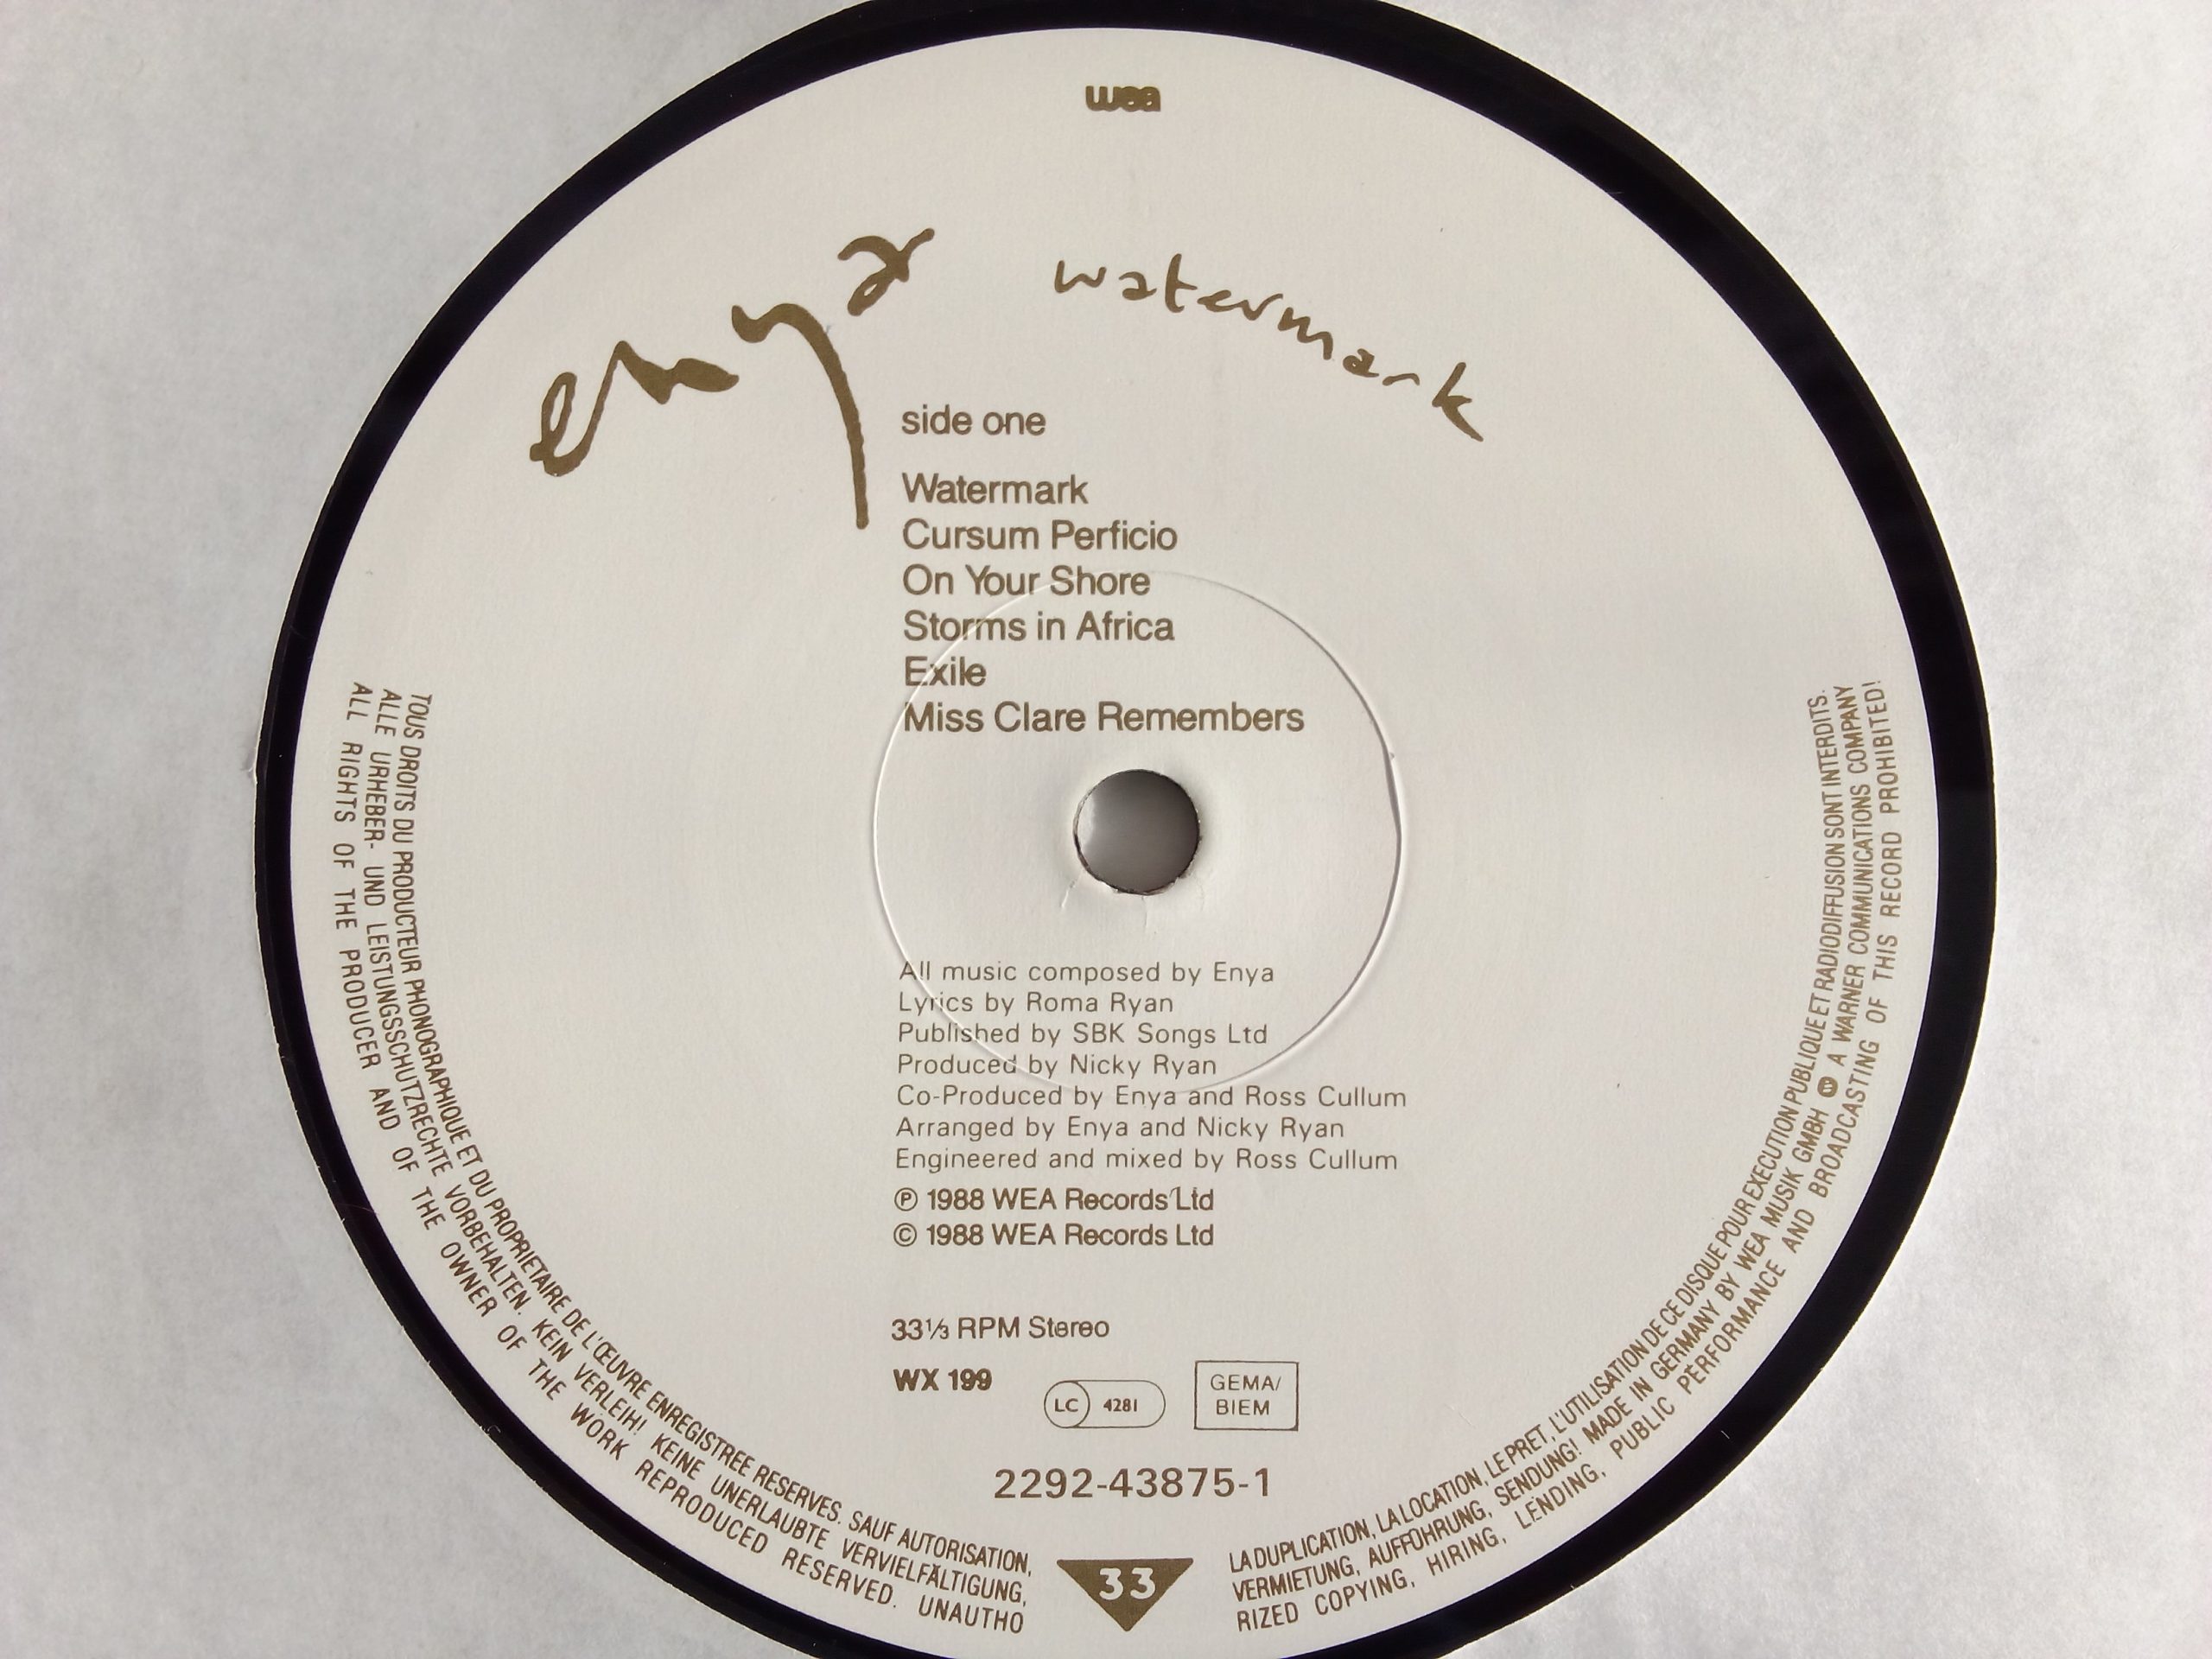 wea
enya watermark
side one
Watermark
Cursum Perficio
On Your Shore
Storms in Africa
Exile
Miss Clare Remembers
All music composed by Enya
Lyrics by Roma Ryan
Published by SBK Songs Ltd
Produced by Nicky Ryan
Co-Produced by Enya and Ross Cullum
Arranged by Enya and Nicky Ryan
Engineered and mixed by Ross Cullum
℗ 1988 WEA Records Ltd
© 1988 WEA Records Ltd
33⅓ RPM Stereo
WX 199
LC 4281
GEMA/
BIEM
2292-43875-1
33
TOUS DROITS DU PRODUCTEUR PHONOGRAPHIQUE ET DU PROPRIETAIRE DE L'ŒUVRE ENREGISTREE RESERVES. SAUF AUTORISATION, LA DUPLICATION, LA LOCATION, LE PRET, L'UTILISATION DE CE DISQUE POUR EXECUTION PUBLIQUE ET RADIODIFFUSION SONT INTERDITS.
ALLE URHEBER- UND LEISTUNGSSCHUTZRECHTE VORBEHALTEN. KEIN VERLEIH! KEINE UNERLAUBTE VERVIELFÄLTIGUNG, VERMIETUNG, AUFFÜHRUNG, SENDUNG! MADE IN GERMANY BY WEA MUSIK GMBH A WARNER COMMUNICATIONS COMPANY
ALL RIGHTS OF THE PRODUCER AND OF THE OWNER OF THE WORK REPRODUCED RESERVED. UNAUTHORIZED COPYING, HIRING, LENDING, PUBLIC PERFORMANCE AND BROADCASTING OF THIS RECORD PROHIBITED!